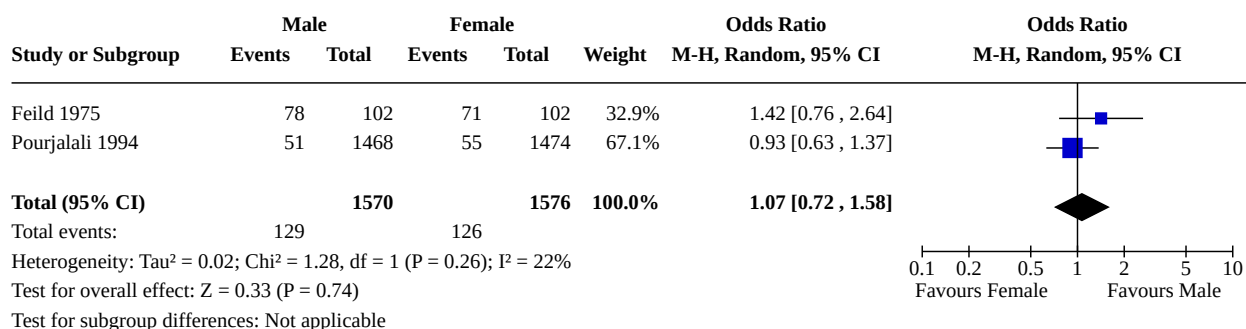 Male Female Odds Ratio Odds Ratio
Study or Subgroup Events Total Events Total Weight M-H, Random, 95% CI M-H, Random, 95% CI
Feild 1975 78 102 71 102 32.9% 1.42 [0.76 , 2.64]
Pourjalali 1994 51 1468 55 1474 67.1% 0.93 [0.63 , 1.37]
Total (95% CI) 1570 1576 100.0% 1.07 [0.72 , 1.58]
Total events: 129 126
Heterogeneity: Tau² = 0.02; Chi² = 1.28, df = 1 (P = 0.26); I² = 22%
0.1 0.2 0.5 1 2 5 10
Test for overall effect: Z = 0.33 (P = 0.74) Favours Female Favours Male
Test for subgroup differences: Not applicable